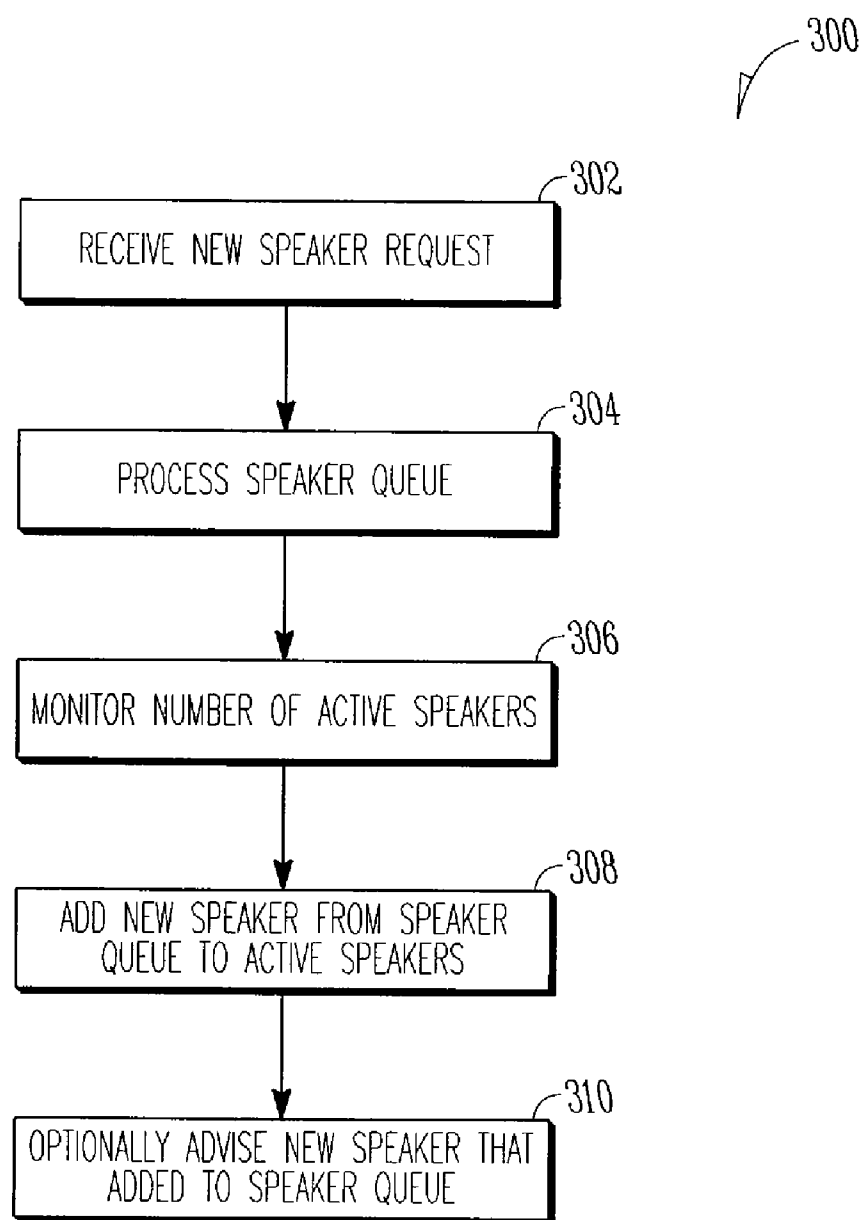 300
302
RECEIVE NEW SPEAKER REQUEST
304
PROCESS SPEAKER QUEUE
306
MONITOR NUMBER OF ACTIVE SPEAKERS
308
ADD NEW SPEAKER FROM SPEAKER
QUEUE TO ACTIVE SPEAKERS
310
OPTIONALLY ADVISE NEW SPEAKER THAT
ADDED TO SPEAKER QUEUE